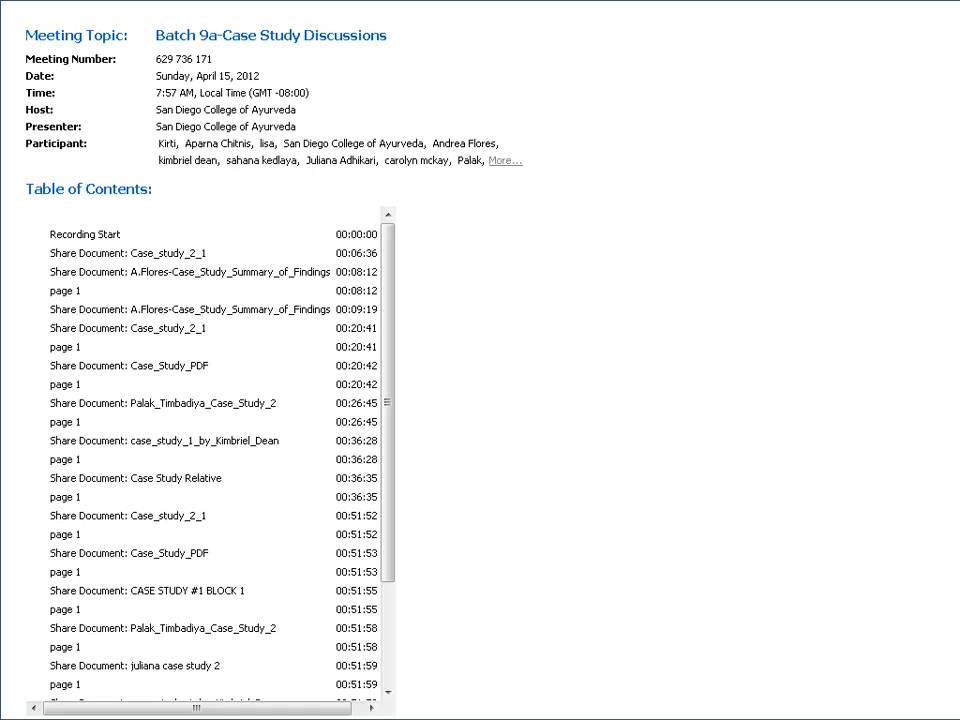 Meeting Topic: Batch 9a-Case Study Discussions
Meeting Number: 629 736 171
Date: Sunday, April 15, 2012
Time: 7:57 AM, Local Time (GMT -08:00)
Host: San Diego College of Ayurveda
Presenter: San Diego College of Ayurveda
Participant: Kirti, Aparna Chitnis, lisa, San Diego College of Ayurveda, Andrea Flores,
kimbriel dean, sahana kedlaya, Juliana Adhikari, carolyn mckay, Palak, More...
Table of Contents:
Recording Start 00:00:00
Share Document: Case_study_2_1 00:06:36
Share Document: A.Flores-Case_Study_Summary_of_Findings 00:08:12
page 1 00:08:12
Share Document: A.Flores-Case_Study_Summary_of_Findings 00:09:19
Share Document: Case_study_2_1 00:20:41
page 1 00:20:41
Share Document: Case_Study_PDF 00:20:42
page 1 00:20:42
Share Document: Palak_Timbadiya_Case_Study_2 00:26:45
page 1 00:26:45
Share Document: case_study_1_by_Kimbriel_Dean 00:36:28
page 1 00:36:28
Share Document: Case Study Relative 00:36:35
page 1 00:36:35
Share Document: Case_study_2_1 00:51:52
page 1 00:51:52
Share Document: Case_Study_PDF 00:51:53
page 1 00:51:53
Share Document: CASE STUDY #1 BLOCK 1 00:51:55
page 1 00:51:55
Share Document: Palak_Timbadiya_Case_Study_2 00:51:58
page 1 00:51:58
Share Document: juliana case study 2 00:51:59
page 1 00:51:59